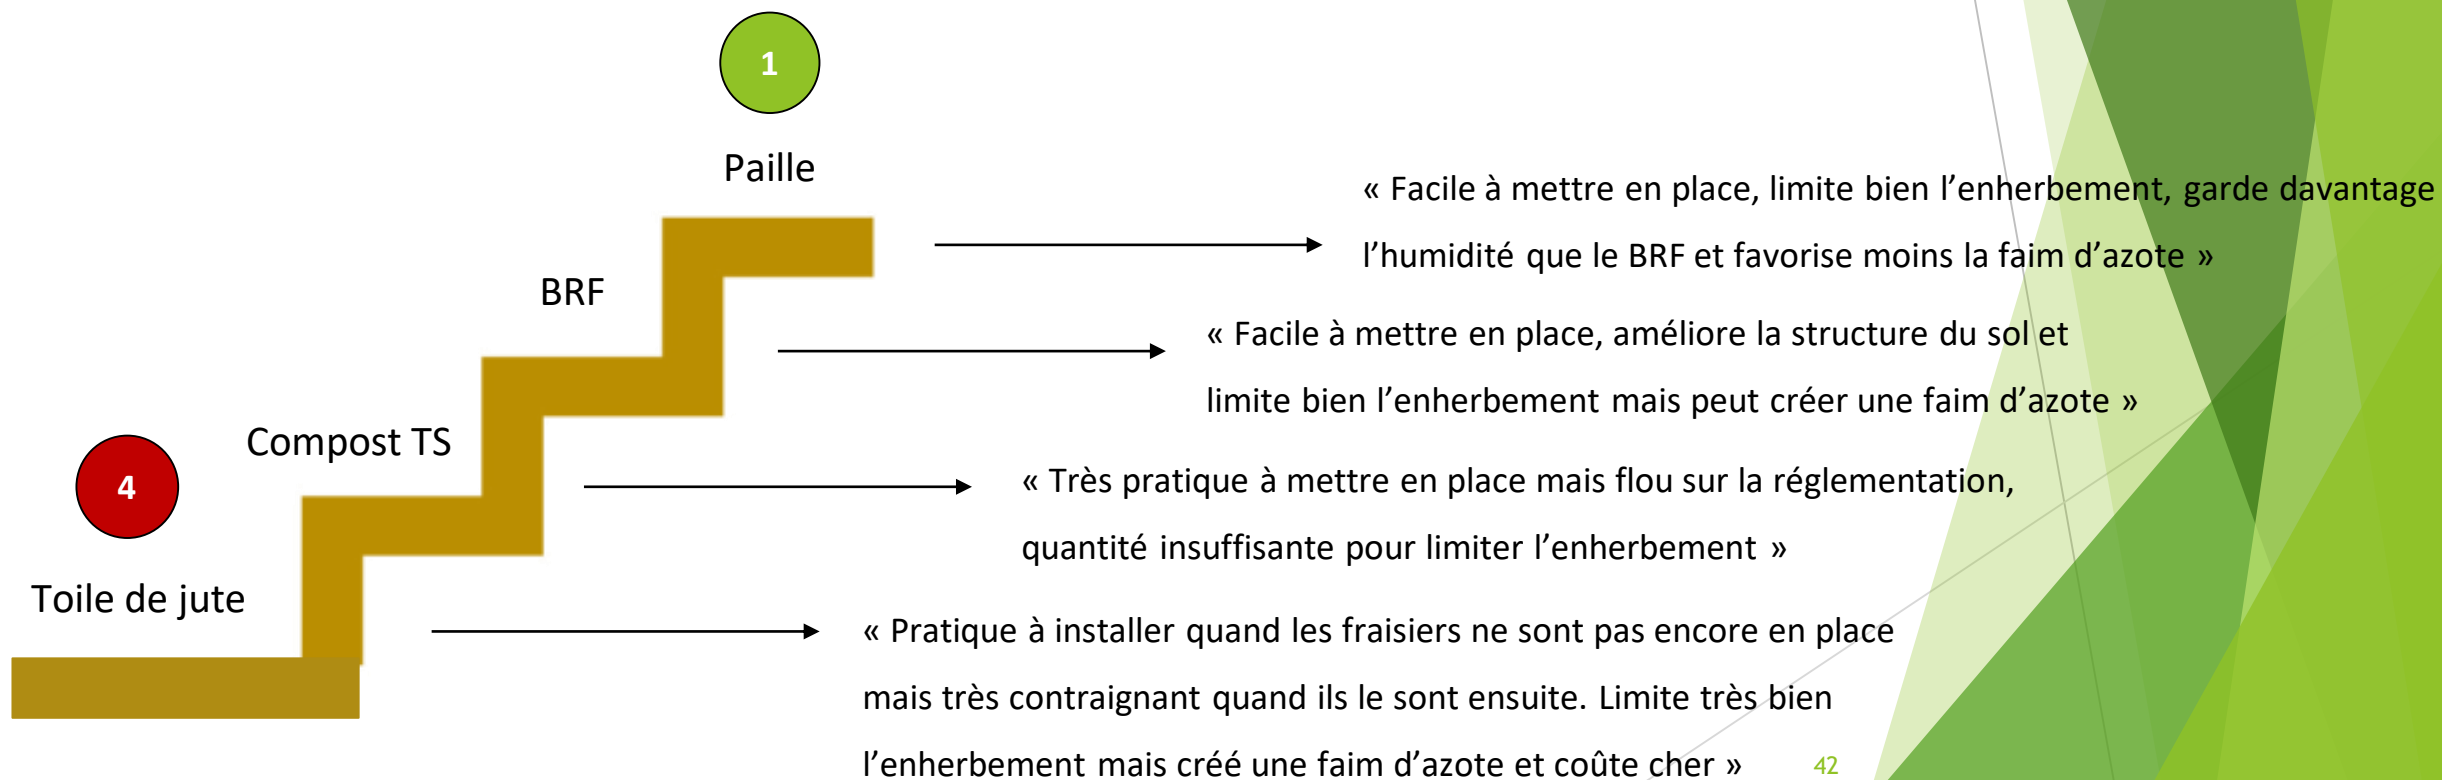 1
Paille
« Facile à mettre en place, limite bien l’enherbement, garde davantage
l’humidité que le BRF et favorise moins la faim d’azote »
BRF
« Facile à mettre en place, améliore la structure du sol et
limite bien l’enherbement mais peut créer une faim d’azote »
Compost TS
« Très pratique à mettre en place mais flou sur la réglementation,
quantité insuffisante pour limiter l’enherbement »
4
Toile de jute
« Pratique à installer quand les fraisiers ne sont pas encore en place
mais très contraignant quand ils le sont ensuite. Limite très bien
l’enherbement mais créé une faim d’azote et coûte cher »
42